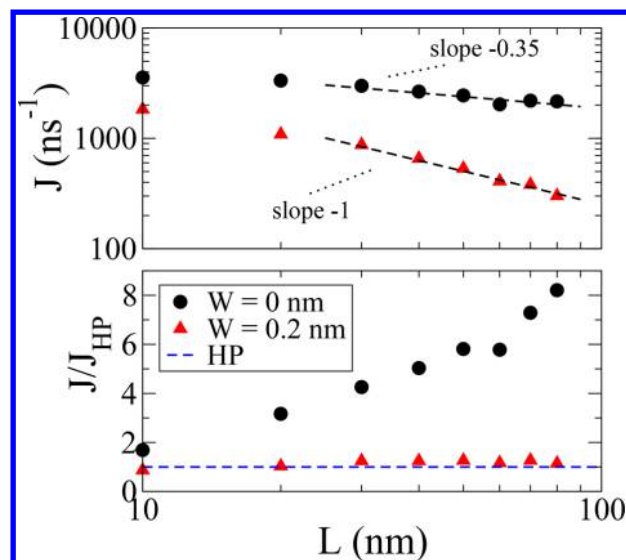 10000
1000
100
J (ns⁻¹)
slope -0.35
slope -1
8
6
4
2
0
J/J_HP
W = 0 nm
W = 0.2 nm
HP
10
100
L (nm)